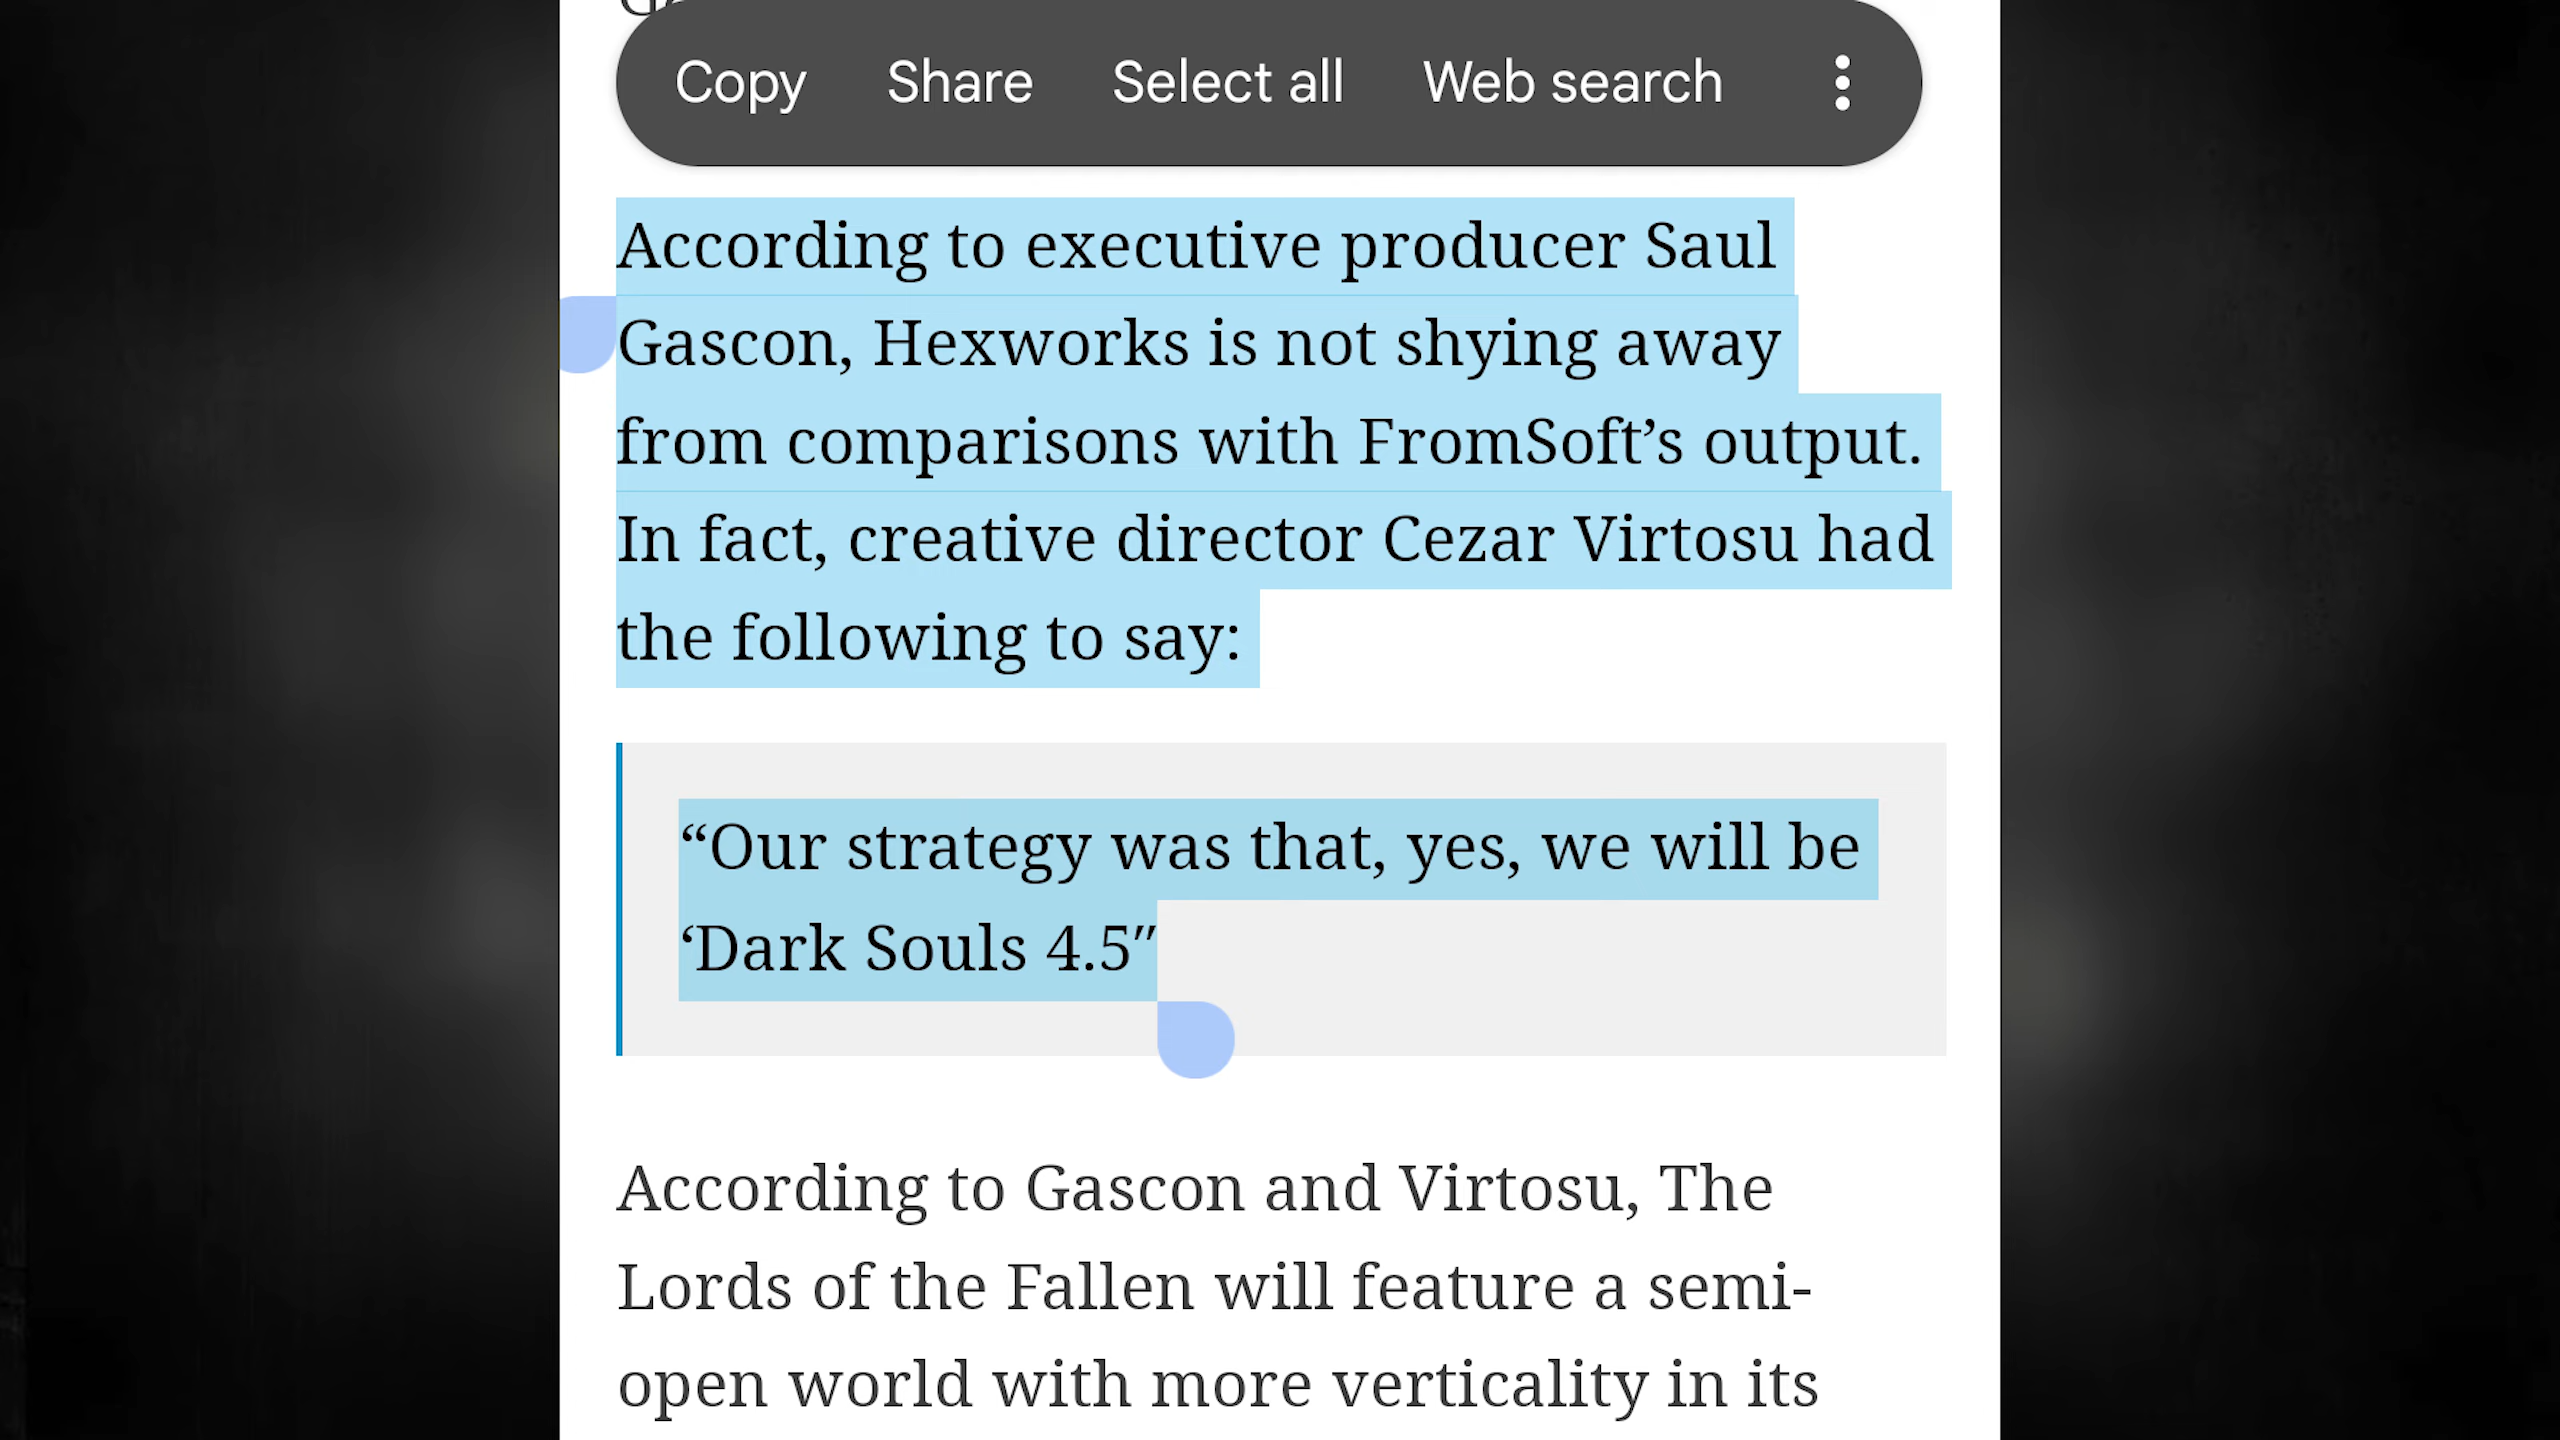 Copy Share Select all Web search
According to executive producer Saul
Gascon, Hexworks is not shying away
from comparisons with FromSoft’s output.
In fact, creative director Cezar Virtosu had
the following to say:
“Our strategy was that, yes, we will be
‘Dark Souls 4.5″
According to Gascon and Virtosu, The
Lords of the Fallen will feature a semi-
open world with more verticality in its